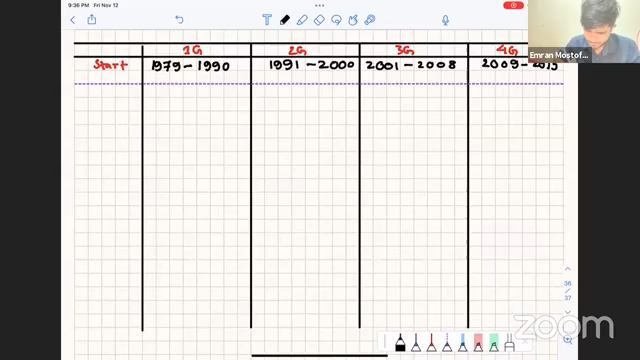 9:36 PM Fri Nov 12
1G 2G 3G 4G
Start 1979-1990 1991-2000 2001-2008 2009-
Emran Mostof...
36
/
37
zoom